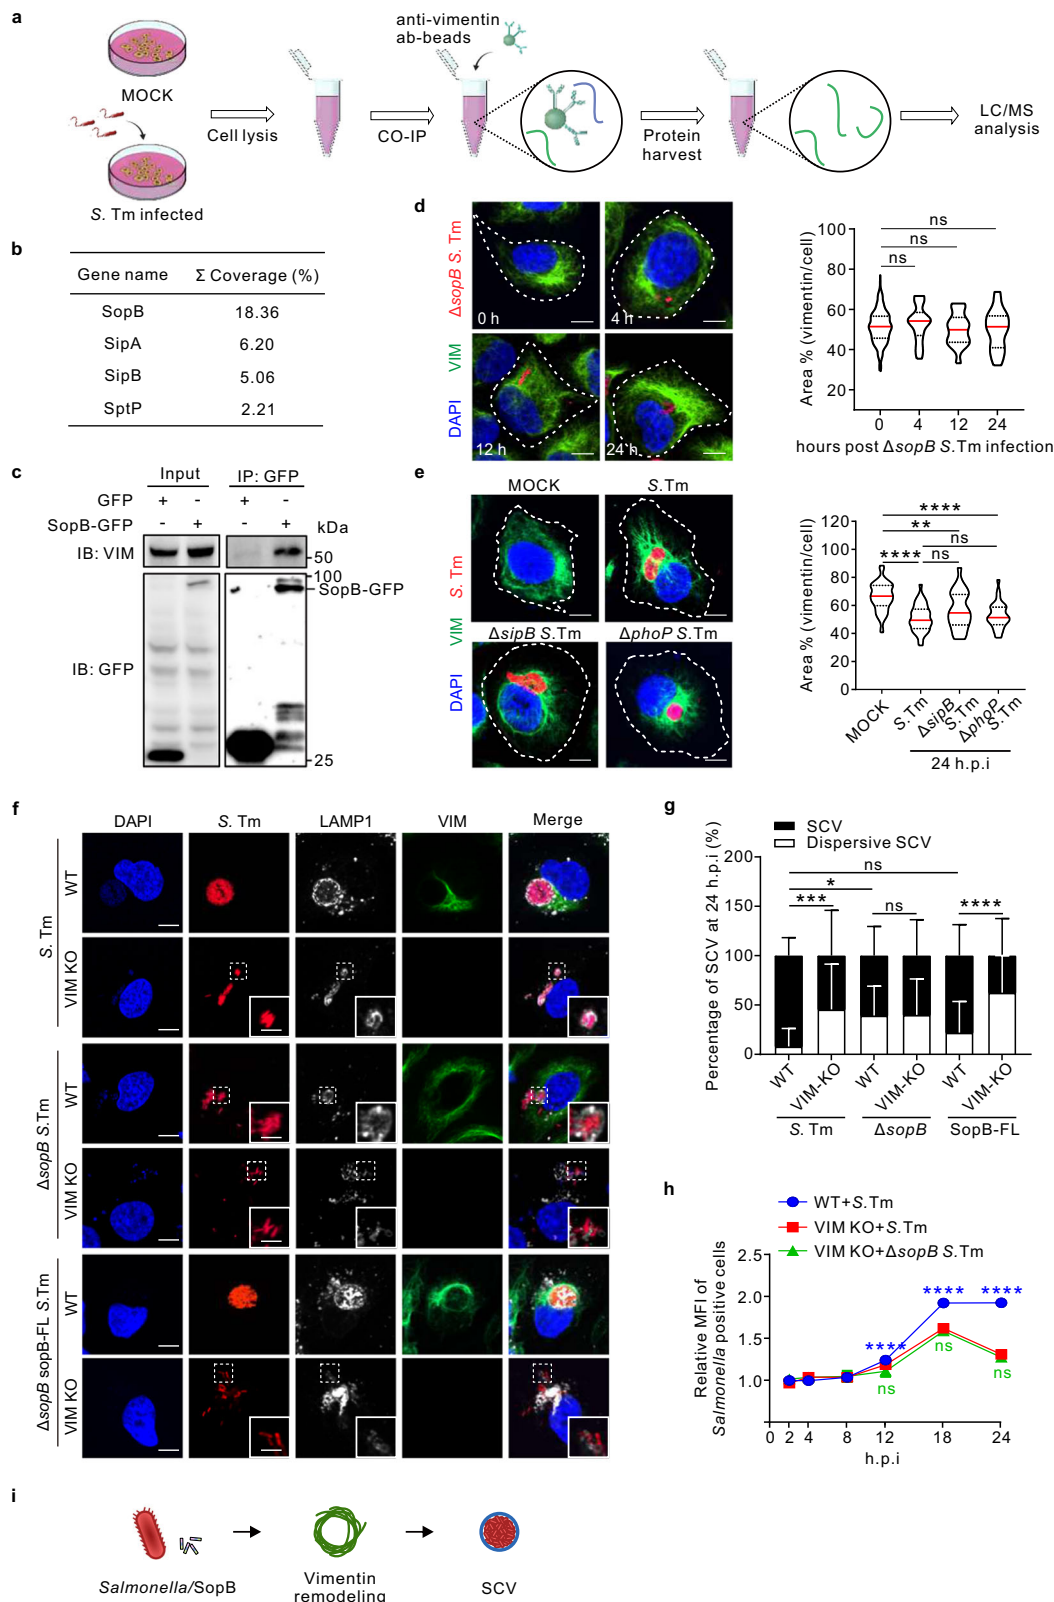 a
anti-vimentin
ab-beads
MOCK
Cell lysis
CO-IP
Protein
harvest
LC/MS
analysis
S. Tm infected
b
Gene name Σ Coverage (%)
SopB 18.36
SipA 6.20
SipB 5.06
SptP 2.21
c
Input IP: GFP
GFP + - + -
SopB-GFP - + - + kDa
IB: VIM
50
100
SopB-GFP
IB: GFP
25
d
DAPI VIM ΔsopB S. Tm
0 h
4 h
12 h
24 h
Area % (vimentin/cell)
100
80
60
40
20
0
ns
ns
ns
0 4 12 24
hours post ΔsopB S.Tm infection
e
MOCK S.Tm
ΔsipB S.Tm ΔphoP S.Tm
DAPI VIM S. Tm
Area % (vimentin/cell)
120
100
80
60
40
20
0
****
** ns
**** ns
MOCK
S.Tm
ΔsipB
S.Tm
ΔphoP
S.Tm
24 h.p.i
f
DAPI S. Tm LAMP1 VIM Merge
S. Tm
WT
VIM KO
ΔsopB S.Tm
WT
VIM KO
ΔsopB sopB-FL S.Tm
WT
VIM KO
g
SCV
Dispersive SCV
Percentage of SCV at 24 h.p.i (%)
200
150
100
50
0
ns
*
*** ns ****
WT VIM-KO WT VIM-KO WT VIM-KO
S. Tm ΔsopB SopB-FL
h
WT+S.Tm
VIM KO+S.Tm
VIM KO+ΔsopB S.Tm
Relative MFI of
Salmonella positive cells
2.5
2.0
1.5
1.0
**** **** ****
ns ns ns
0 2 4 8 12 18 24
h.p.i
i
Salmonella/SopB
Vimentin
remodeling
SCV